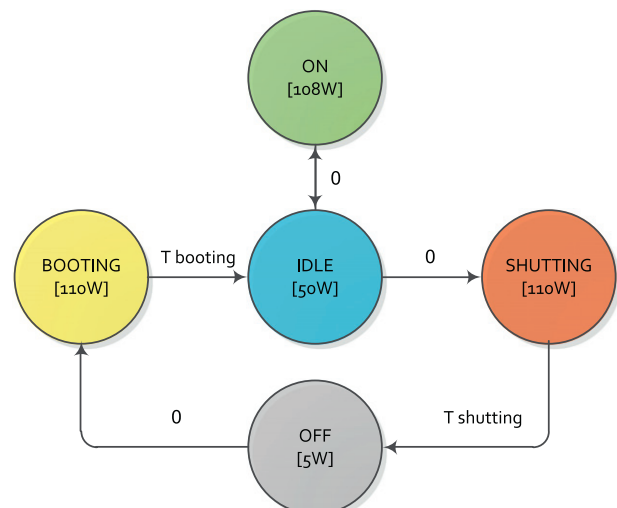 ON
[108W]
0
BOOTING
[110W]
T booting
IDLE
[50W]
0
SHUTTING
[110W]
0
OFF
[5W]
T shutting